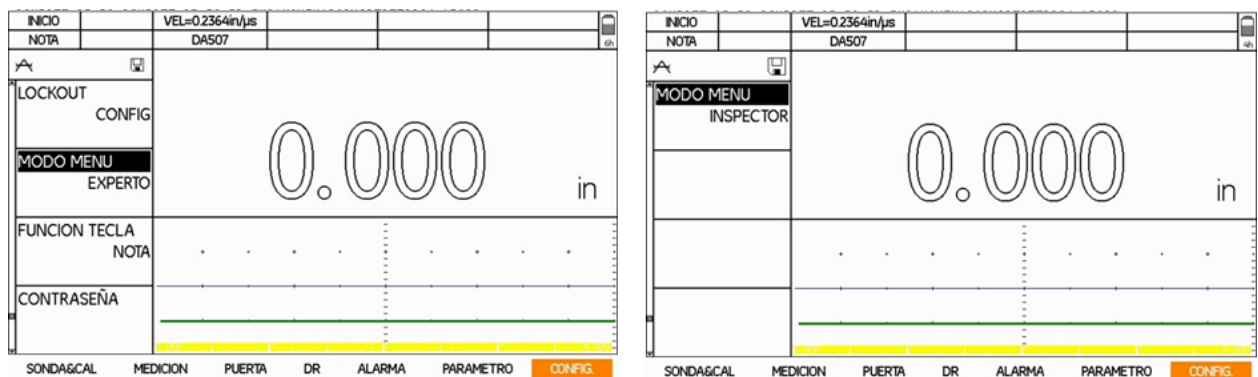 INICIO VEL=0.2364in/µs
NOTA DA507 6h
LOCKOUT
CONFIG
MODO MENU
EXPERTO
FUNCION TECLA
NOTA
CONTRASEÑA
0.000 in
SONDA&CAL MEDICION PUERTA DR ALARMA PARAMETRO CONFIG.
INICIO VEL=0.2364in/µs
NOTA DA507 4h
MODO MENU
INSPECTOR
0.000 in
SONDA&CAL MEDICION PUERTA DR ALARMA PARAMETRO CONFIG.